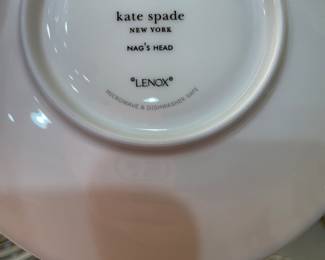 kate spade
NEW YORK
NAG'S HEAD
®LENOX®
MICROWAVE & DISHWASHER SAFE